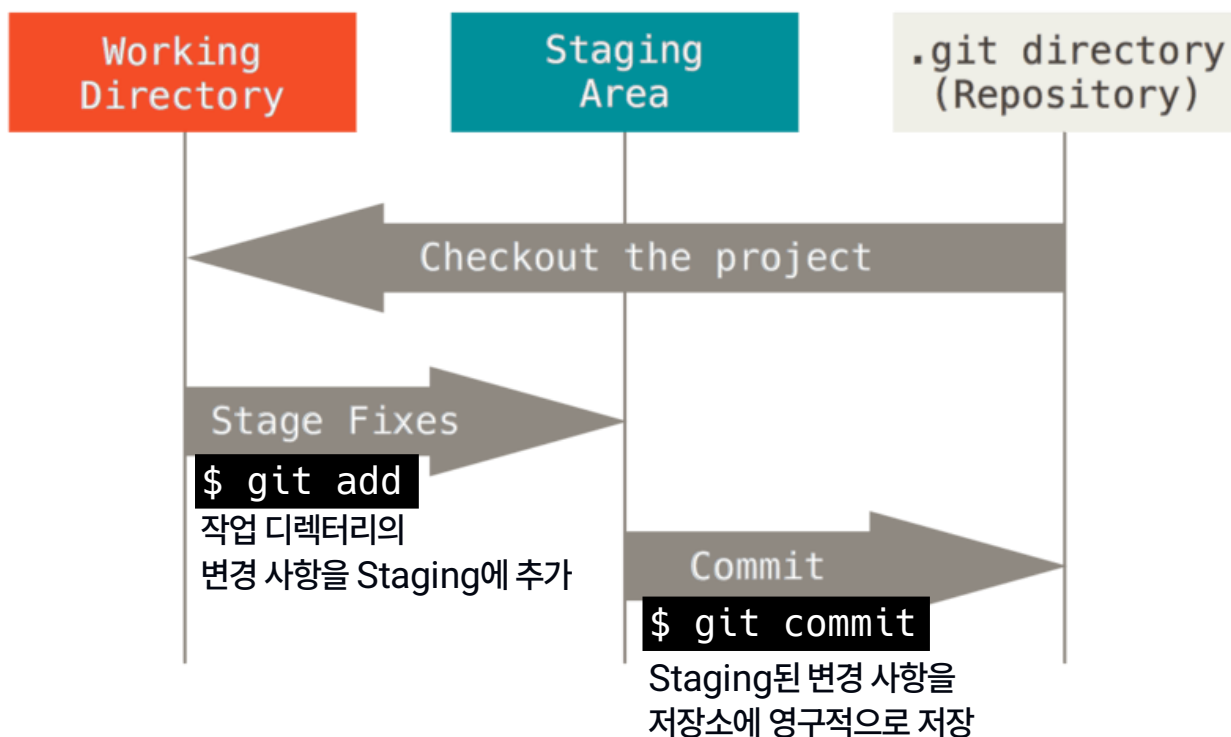 Working
Directory
Staging
Area
.git directory
(Repository)
Checkout the project
Stage Fixes
$ git add
작업 디렉터리의
변경 사항을 Staging에 추가
Commit
$ git commit
Staging된 변경 사항을
저장소에 영구적으로 저장